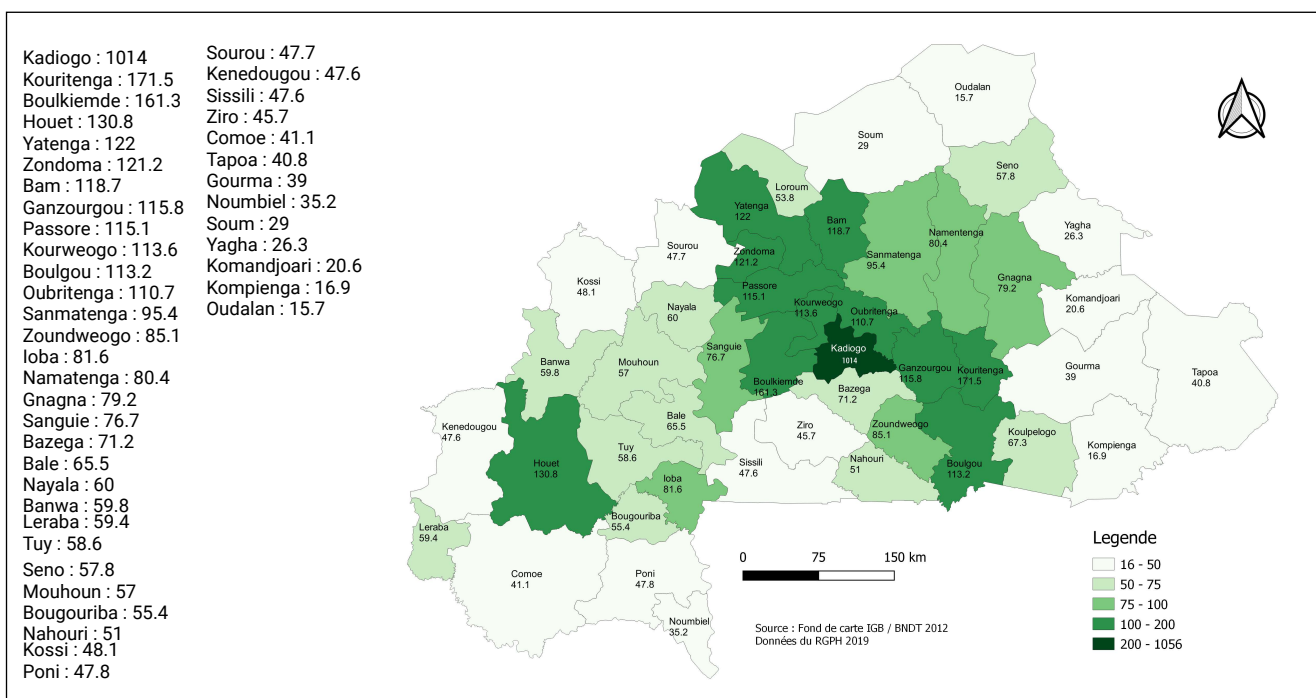 Kadiogo : 1014
Kouritenga : 171.5
Boulkiemde : 161.3
Houet : 130.8
Yatenga : 122
Zondoma : 121.2
Bam : 118.7
Ganzourgou : 115.8
Passore : 115.1
Kourweogo : 113.6
Boulgou : 113.2
Oubritenga : 110.7
Sanmatenga : 95.4
Zoundweogo : 85.1
Ioba : 81.6
Namatenga : 80.4
Gnagna : 79.2
Sanguie : 76.7
Bazega : 71.2
Bale : 65.5
Nayala : 60
Banwa : 59.8
Leraba : 59.4
Tuy : 58.6
Seno : 57.8
Mouhoun : 57
Bougouriba : 55.4
Nahouri : 51
Kossi : 48.1
Poni : 47.8
Sourou : 47.7
Kenedougou : 47.6
Sissili : 47.6
Ziro : 45.7
Comoe : 41.1
Tapoa : 40.8
Gourma : 39
Noumbiel : 35.2
Soum : 29
Yagha : 26.3
Komandjoari : 20.6
Kompienga : 16.9
Oudalan : 15.7
Oudalan
15.7
Soum
29
Seno
57.8
Loroum
53.8
Yatenga
122
Bam
118.7
Namentenga
80.4
Yagha
26.3
Sourou
47.7
Zondoma
121.2
Sanmatenga
95.4
Gnagna
79.2
Kossi
48.1
Passore
115.1
Komandjoari
20.6
Nayala
60
Kourweogo
113.6
Oubritenga
110.7
Sanguie
76.7
Kadiogo
1014
Banwa
59.8
Mouhoun
57
Ganzourgou
115.8
Kouritenga
171.5
Gourma
39
Tapoa
40.8
Boulkiemde
161.3
Bazega
71.2
Bale
65.5
Kenedougou
47.6
Ziro
45.7
Zoundweogo
85.1
Koulpelogo
67.3
Kompienga
16.9
Tuy
58.6
Houet
130.8
Sissili
47.6
Nahouri
51
Boulgou
113.2
Ioba
81.6
Bougouriba
55.4
Leraba
59.4
Comoe
41.1
Poni
47.8
Noumbiel
35.2
0 75 150 km
Source : Fond de carte IGB / BNDT 2012
Données du RGPH 2019
Legende
16 - 50
50 - 75
75 - 100
100 - 200
200 - 1056